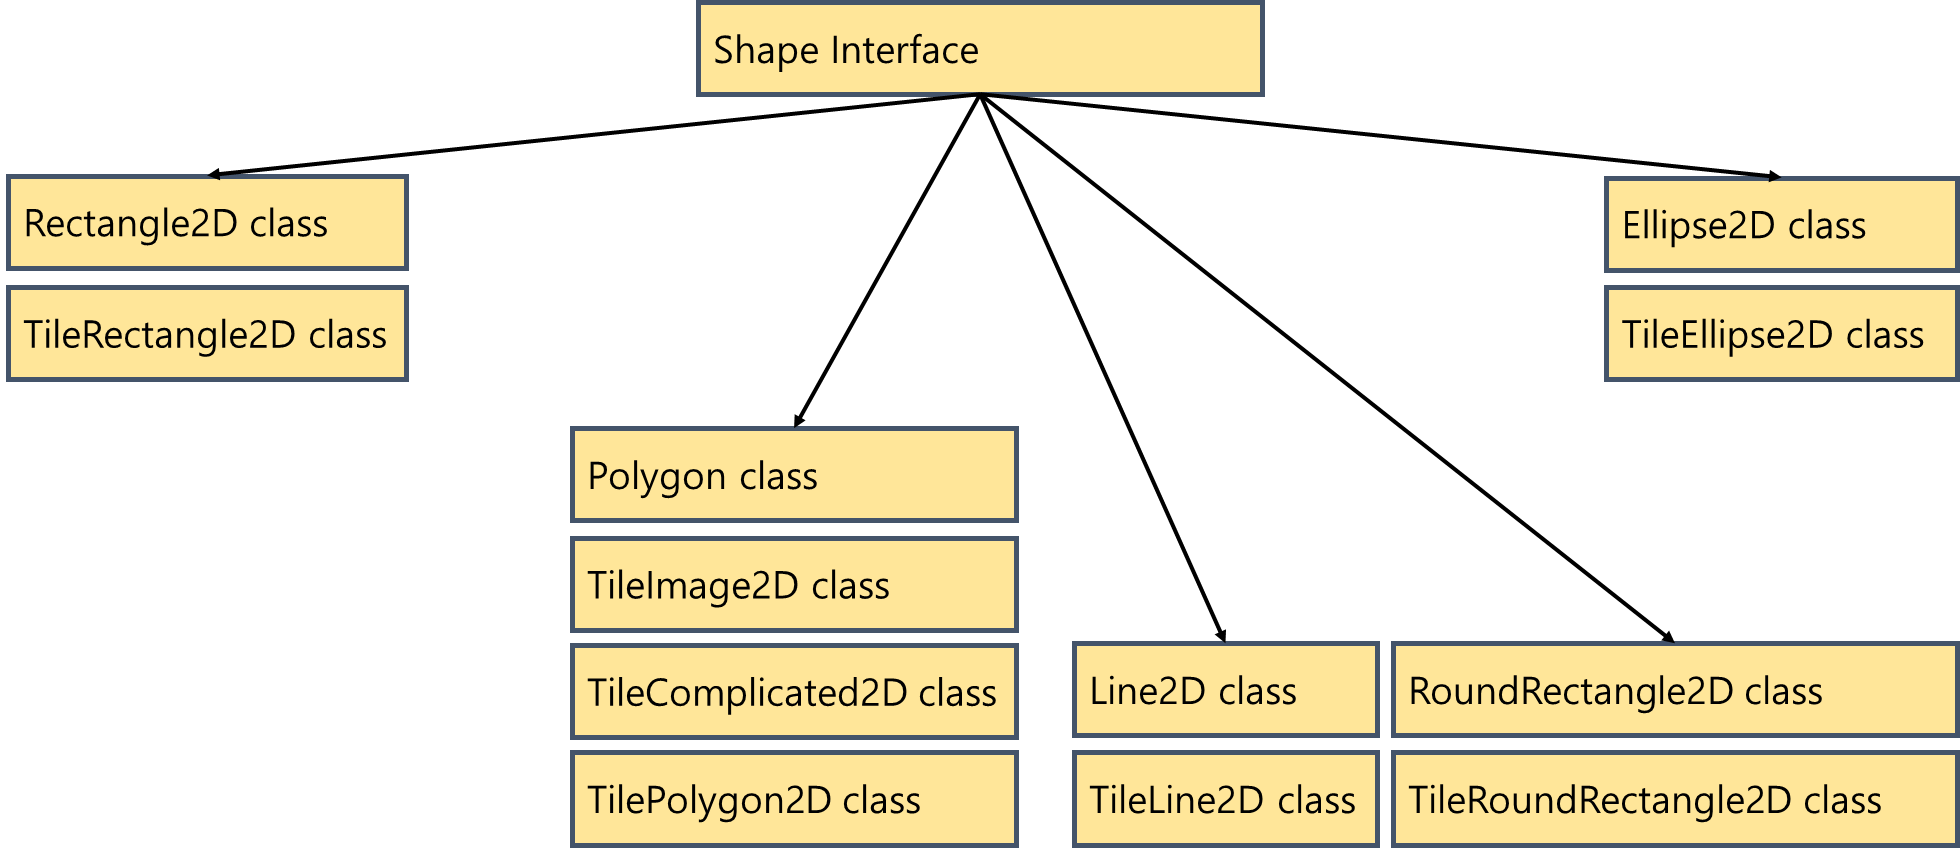 Shape Interface
Rectangle2D class
TileRectangle2D class
Ellipse2D class
TileEllipse2D class
Polygon class
TileImage2D class
TileComplicated2D class
TilePolygon2D class
Line2D class
TileLine2D class
RoundRectangle2D class
TileRoundRectangle2D class